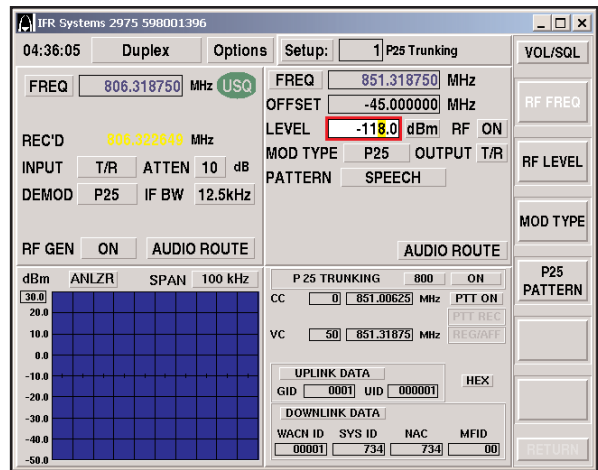 IFR Systems 2975 598001396
04:36:05 Duplex Options Setup: 1 P25 Trunking VOL/SQL
FREQ 806.318750 MHz USQ
FREQ 851.318750 MHz
RF FREQ
OFFSET -45.000000 MHz
LEVEL -118.0 dBm RF ON
REC'D 806.322649 MHz
MOD TYPE P25 OUTPUT T/R
INPUT T/R ATTEN 10 dB
RF LEVEL
PATTERN SPEECH
DEMOD P25 IF BW 12.5kHz
MOD TYPE
RF GEN ON AUDIO ROUTE
AUDIO ROUTE
dBm ANLZR SPAN 100 kHz
P 25 TRUNKING 800 ON
P25
PATTERN
30.0
20.0
10.0
0.0
-10.0
-20.0
-30.0
-40.0
-50.0
CC 0 851.00625 MHz PTT ON
PTT REC
VC 50 851.31875 MHz REG/AFF
UPLINK DATA
HEX
GID 0001 UID 000001
DOWNLINK DATA
WACN ID SYS ID NAC MFID
00001 734 734 00
RETURN